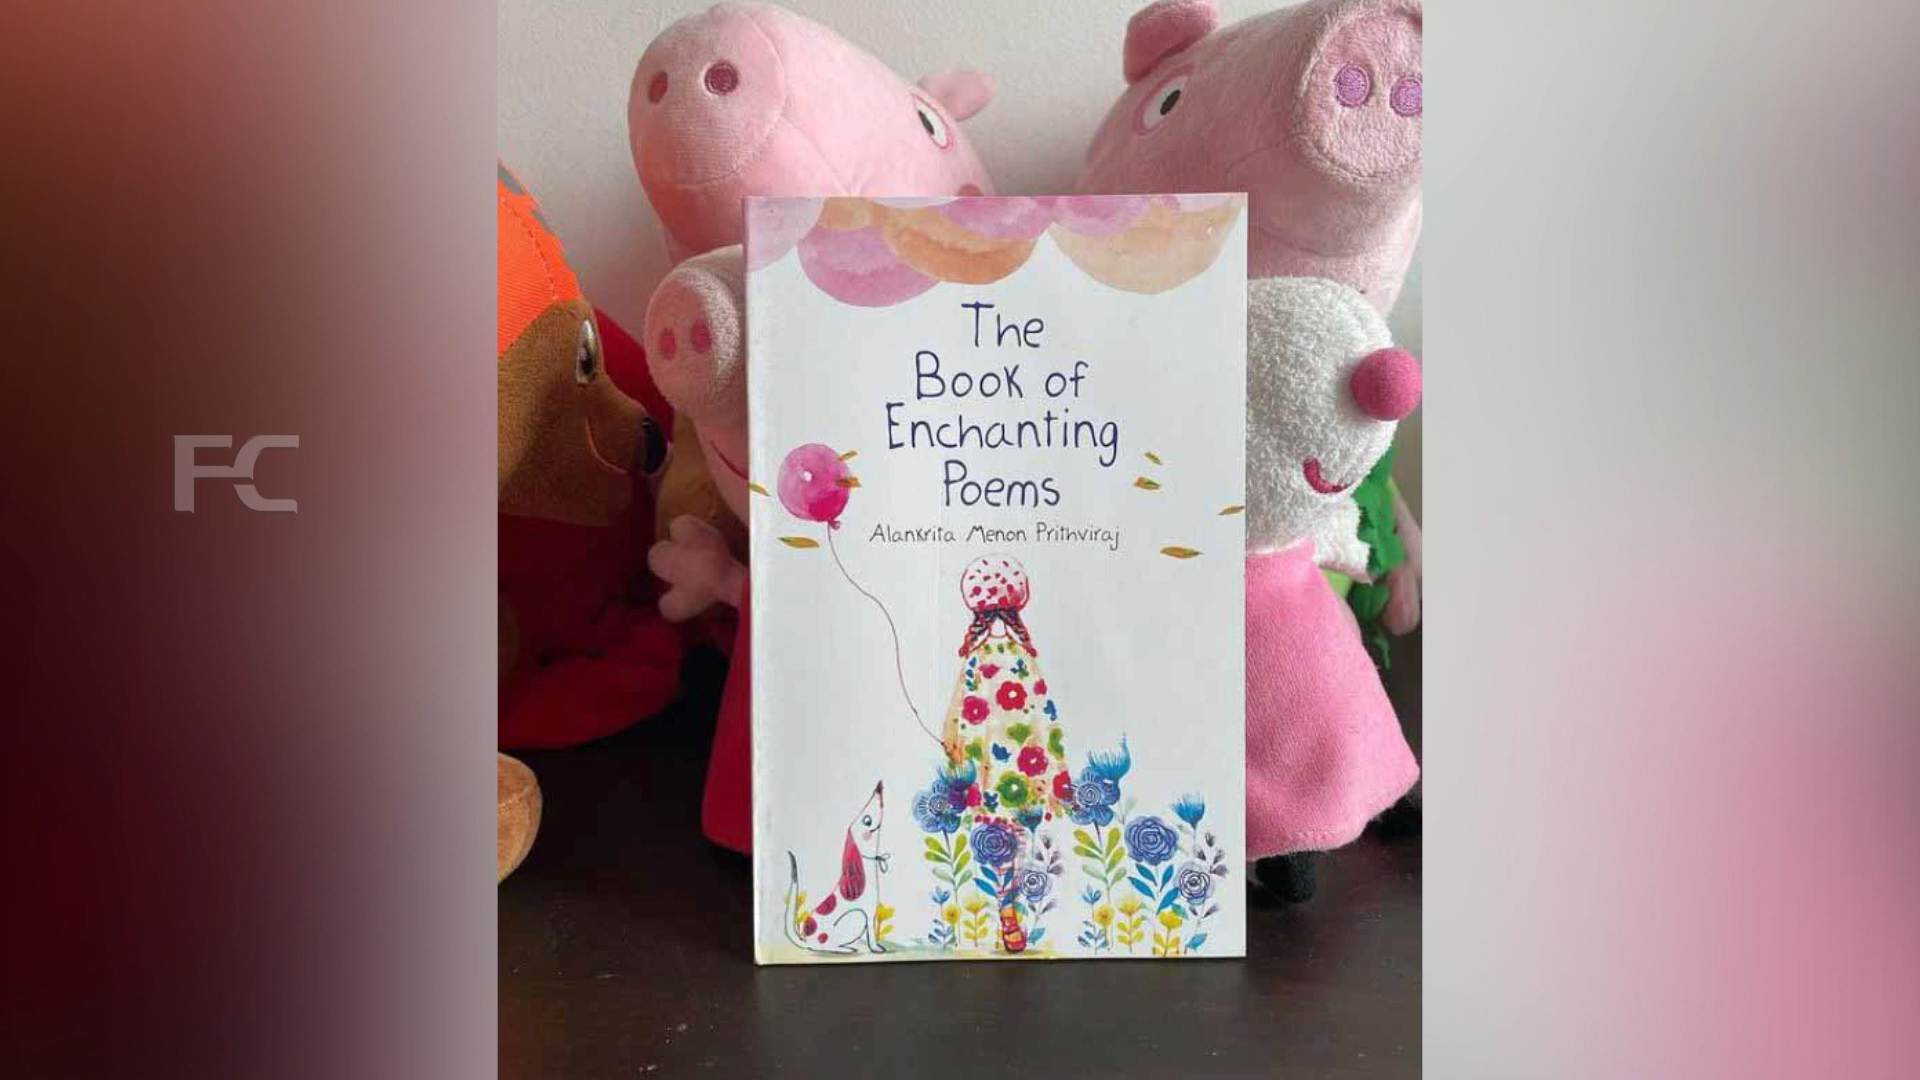 FC
The
Book of
Enchanting
Poems
Alankrita Menon Prithviraj